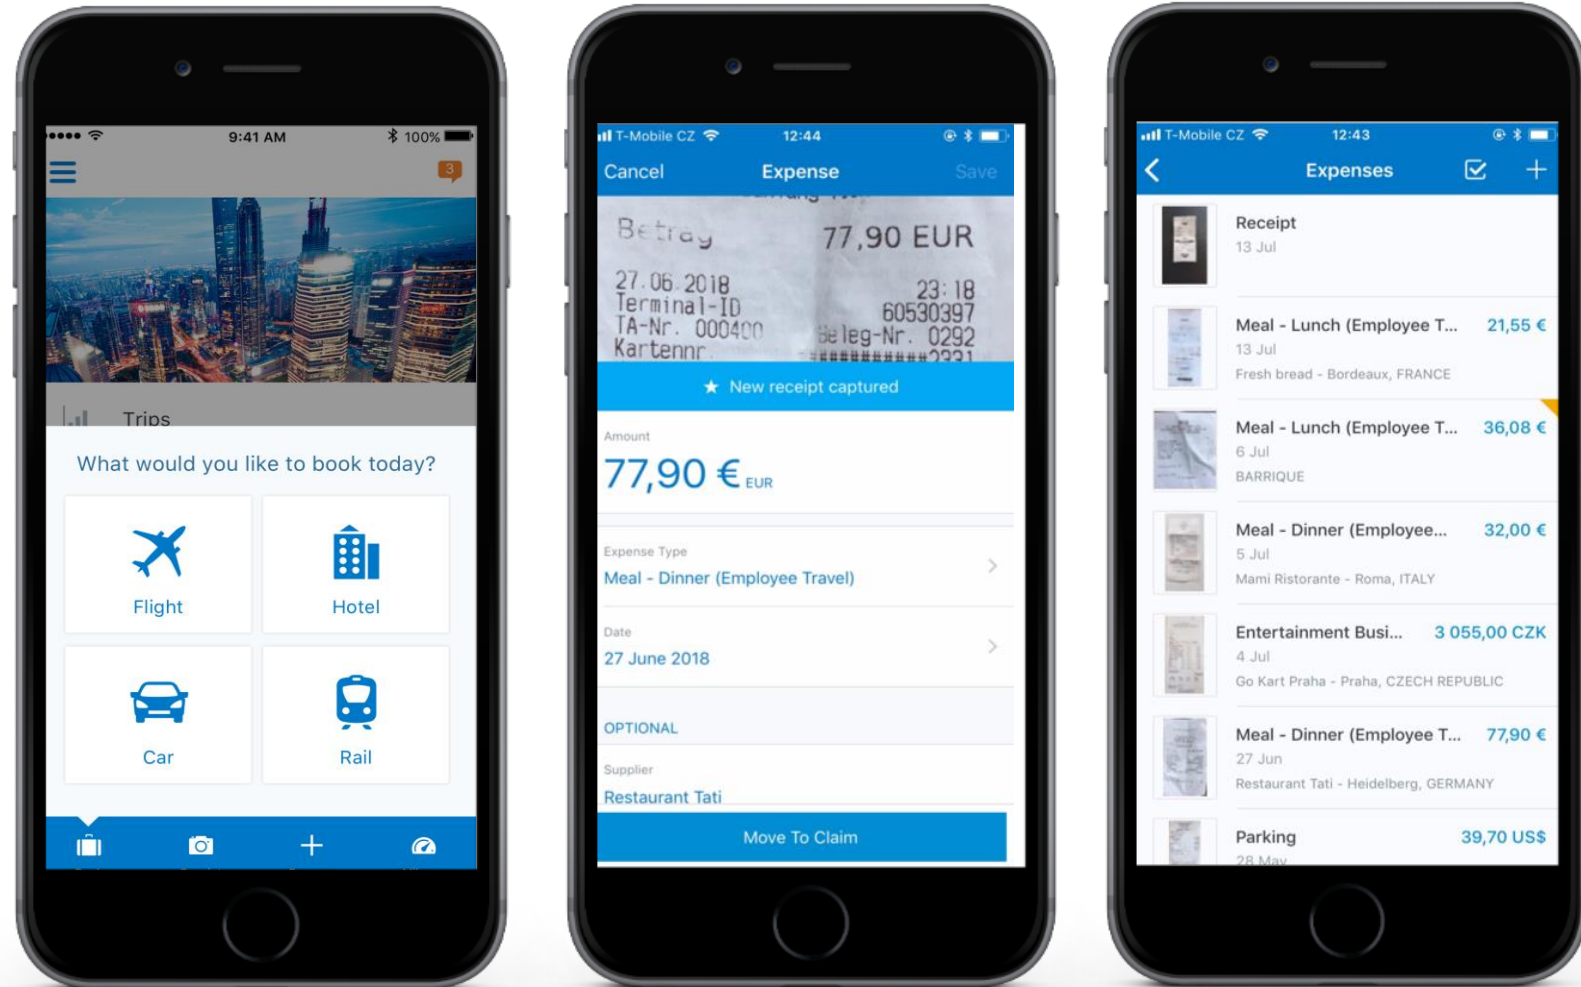 9:41 AM
100%
3
Trips
What would you like to book today?
Flight
Hotel
Car
Rail
T-Mobile CZ
12:44
Cancel
Expense
Save
Betrag 77,90 EUR
27.06.2018 23:18
Terminal-ID 60530397
TA-Nr. 000400 Beleg-Nr. 0292
Kartennr. ##########2331
New receipt captured
Amount
77,90 € EUR
Expense Type
Meal - Dinner (Employee Travel)
Date
27 June 2018
OPTIONAL
Supplier
Restaurant Tati
Move To Claim
T-Mobile CZ
12:43
Expenses
Receipt
13 Jul
Meal - Lunch (Employee T... 21,55 €
13 Jul
Fresh bread - Bordeaux, FRANCE
Meal - Lunch (Employee T... 36,08 €
6 Jul
BARRIQUE
Meal - Dinner (Employee... 32,00 €
5 Jul
Mami Ristorante - Roma, ITALY
Entertainment Busi... 3 055,00 CZK
4 Jul
Go Kart Praha - Praha, CZECH REPUBLIC
Meal - Dinner (Employee T... 77,90 €
27 Jun
Restaurant Tati - Heidelberg, GERMANY
Parking 39,70 US$
28 May